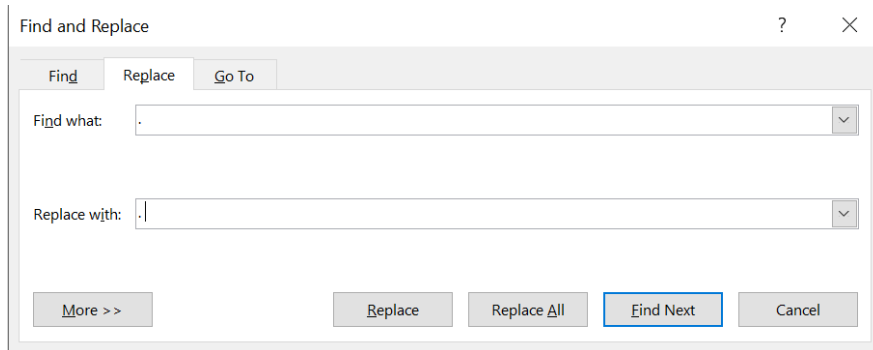 Find and Replace ?
Find Replace Go To
Find what: .
Replace with: .
More >> Replace Replace All Find Next Cancel